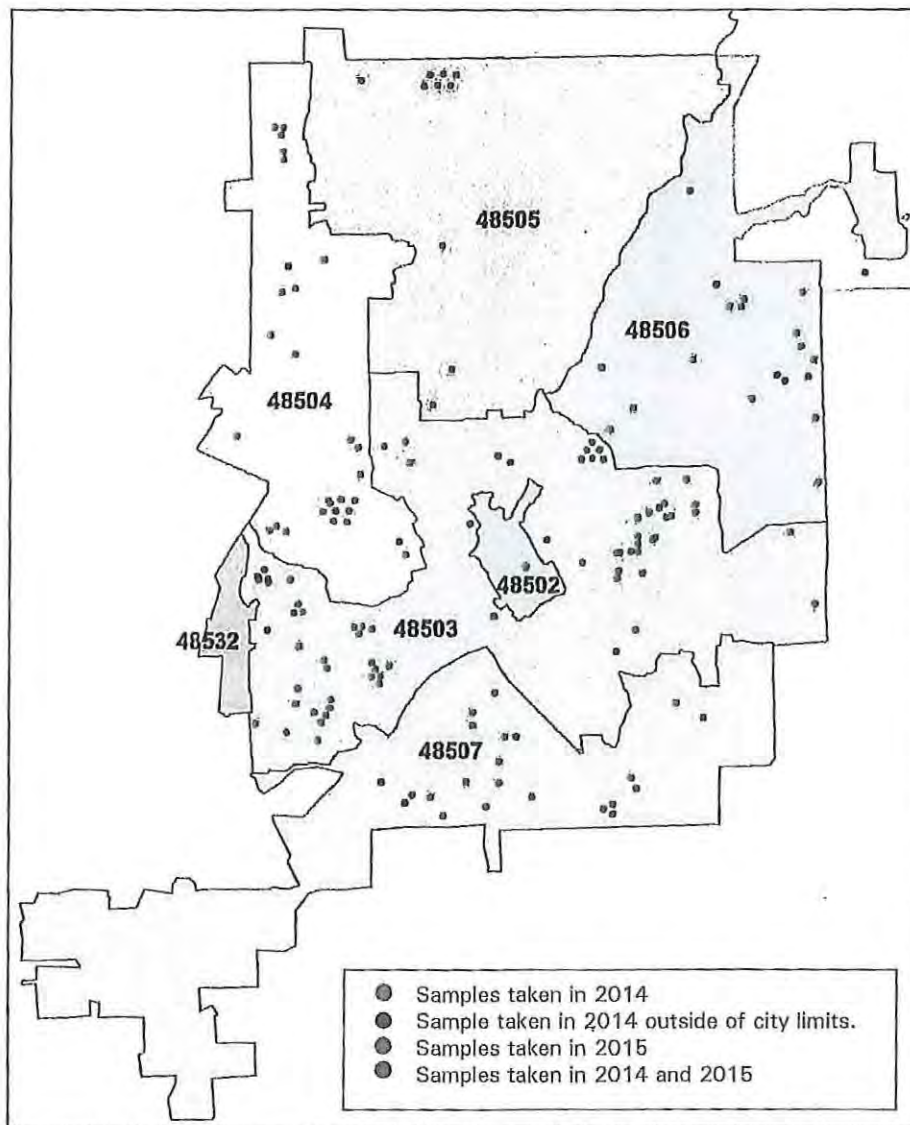 48505
48506
48504
48502
48503
48532
48507
Samples taken in 2014
Sample taken in 2014 outside of city limits.
Samples taken in 2015
Samples taken in 2014 and 2015